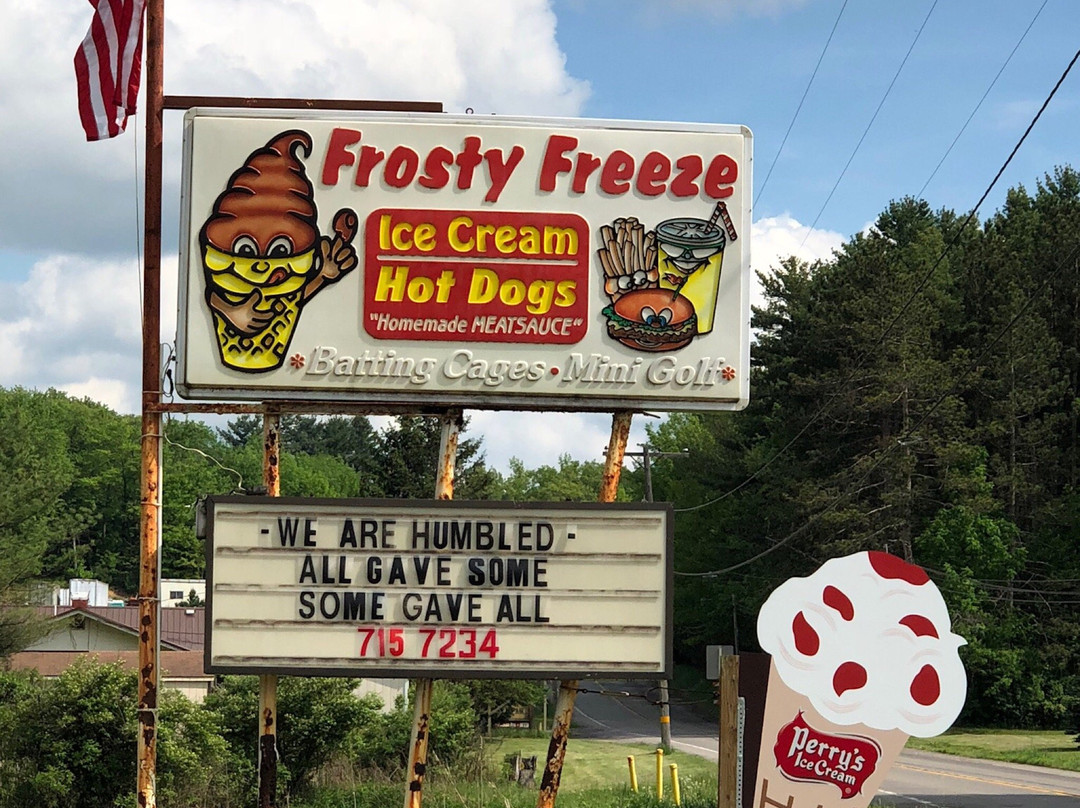 Frosty Freeze
Ice Cream
Hot Dogs
"Homemade MEATSAUCE"
* Batting Cages • Mini Golf *
- WE ARE HUMBLED -
ALL GAVE SOME
SOME GAVE ALL
715 7234
Perry's
Ice Cream